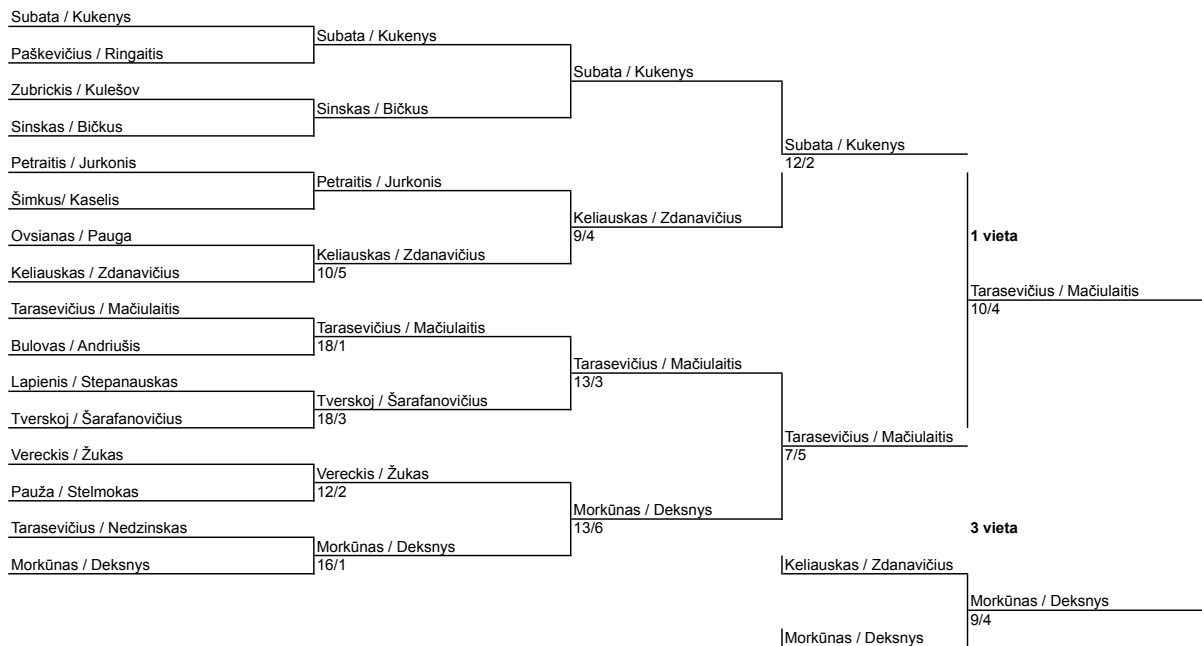 Subata / Kukenys
Paškevičius / Ringaitis
Zubrickis / Kulešov
Sinskas / Bičkus
Petraitis / Jurkonis
Šimkus/ Kaselis
Ovsianas / Pauga
Keliauskas / Zdanavičius
Tarasevičius / Mačiulaitis
Bulovas / Andriušis
Lapienis / Stepanauskas
Tverskoj / Šarafanovičius
Vereckis / Žukas
Pauža / Stelmokas
Tarasevičius / Nedzinskas
Morkūnas / Deksnys
Subata / Kukenys
Sinskas / Bičkus
Petraitis / Jurkonis
Keliauskas / Zdanavičius
10/5
Tarasevičius / Mačiulaitis
18/1
Tverskoj / Šarafanovičius
18/3
Vereckis / Žukas
12/2
Morkūnas / Deksnys
16/1
Subata / Kukenys
Keliauskas / Zdanavičius
9/4
Tarasevičius / Mačiulaitis
13/3
Morkūnas / Deksnys
13/6
Subata / Kukenys
12/2
Tarasevičius / Mačiulaitis
7/5
Keliauskas / Zdanavičius
Morkūnas / Deksnys
1 vieta
Tarasevičius / Mačiulaitis
10/4
3 vieta
Morkūnas / Deksnys
9/4